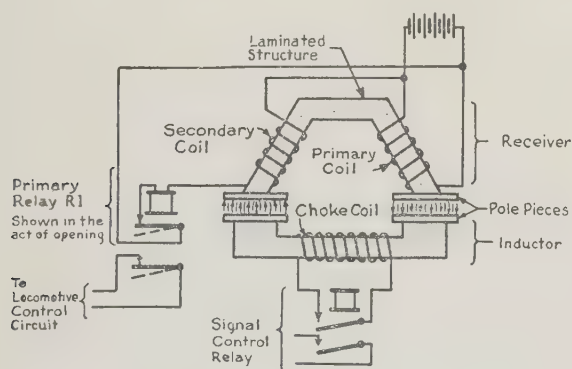 Laminated
Structure
Secondary
Coil
Primary
Coil
Receiver
Primary
Relay R1
Shown in the
act of opening
Choke Coil
Pole Pieces
Inductor
To
Locomotive
Control
Circuit
Signal
Control
Relay